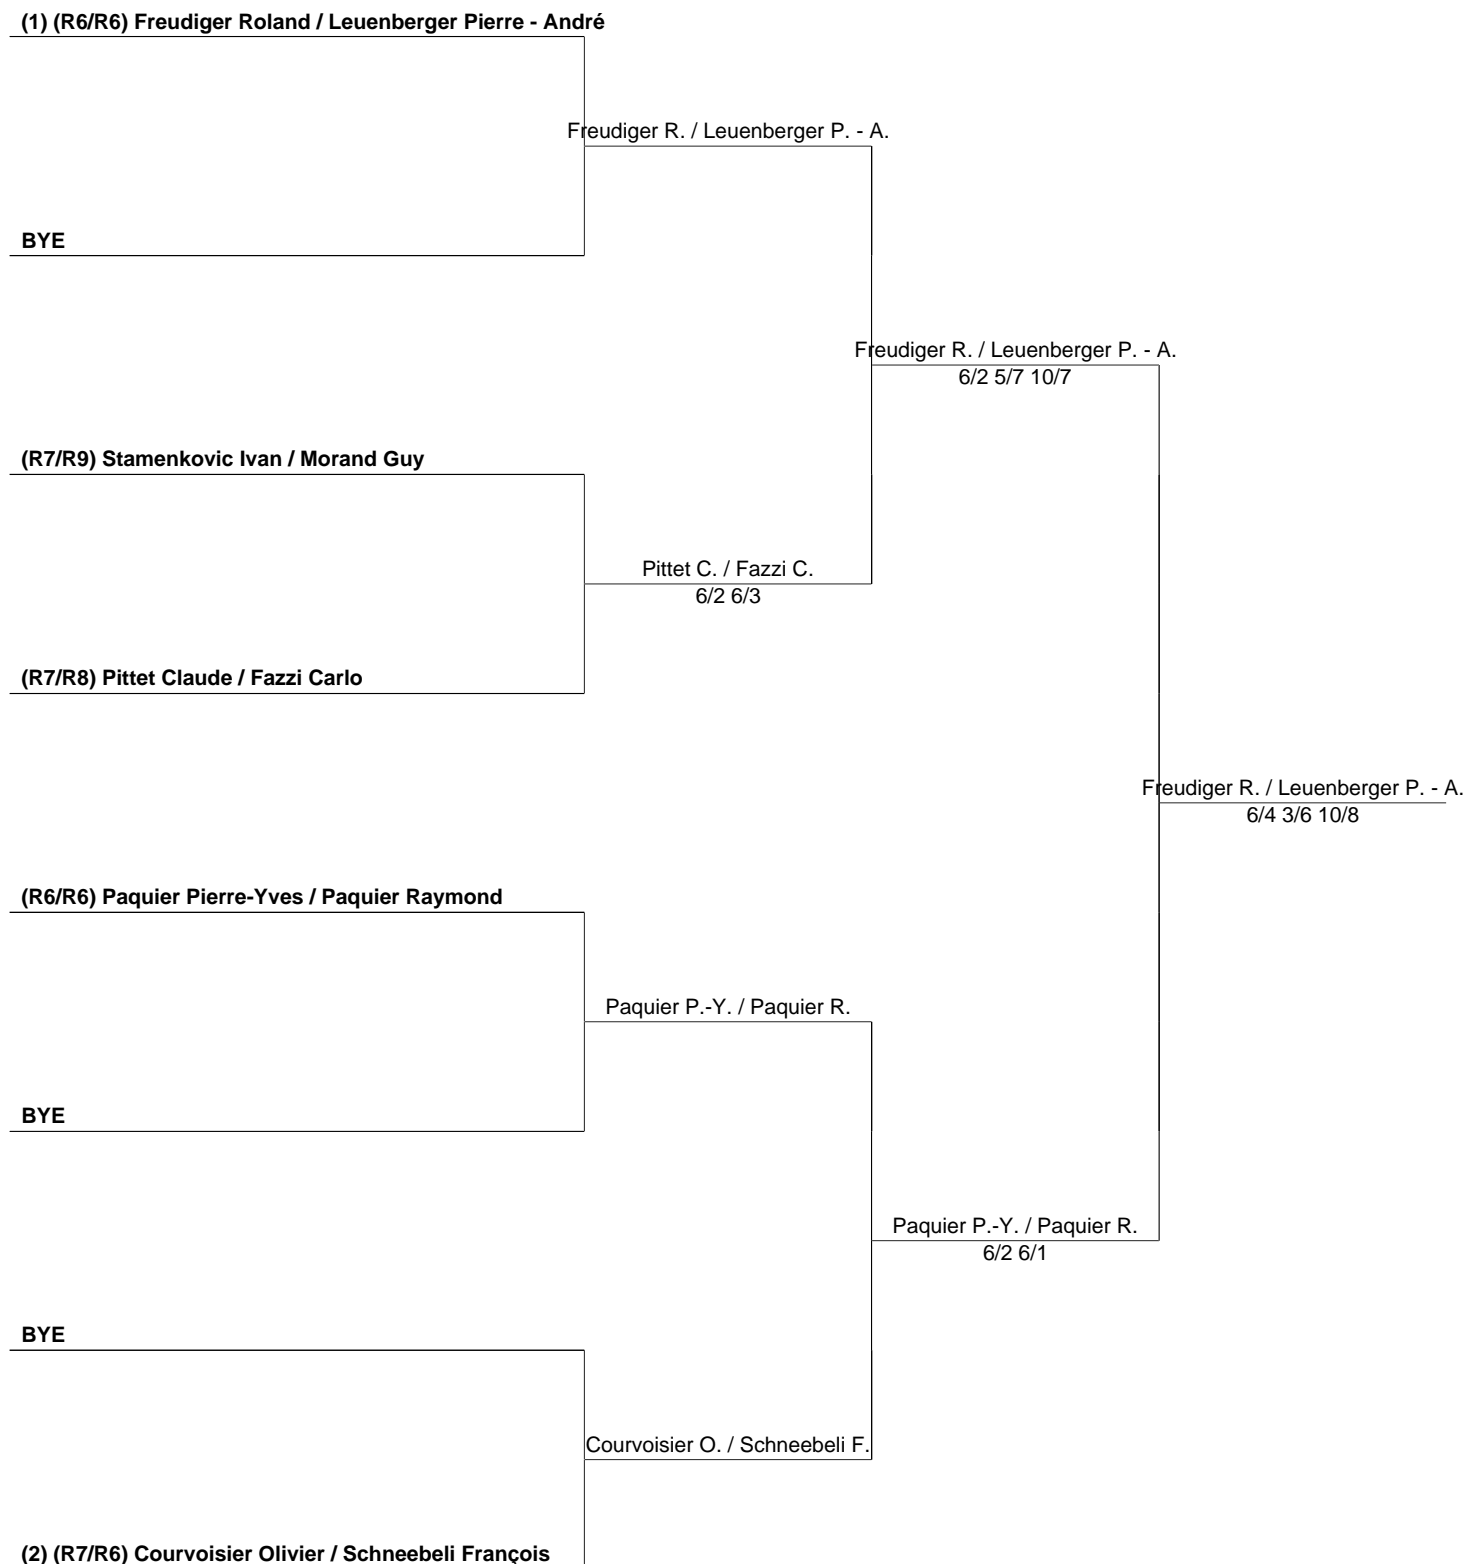 (1) (R6/R6) Freudiger Roland / Leuenberger Pierre - André
Freudiger R. / Leuenberger P. - A.
BYE
Freudiger R. / Leuenberger P. - A.
6/2 5/7 10/7
(R7/R9) Stamenkovic Ivan / Morand Guy
Pittet C. / Fazzi C.
6/2 6/3
(R7/R8) Pittet Claude / Fazzi Carlo
Freudiger R. / Leuenberger P. - A.
6/4 3/6 10/8
(R6/R6) Paquier Pierre-Yves / Paquier Raymond
Paquier P.-Y. / Paquier R.
BYE
Paquier P.-Y. / Paquier R.
6/2 6/1
BYE
Courvoisier O. / Schneebeli F.
(2) (R7/R6) Courvoisier Olivier / Schneebeli François